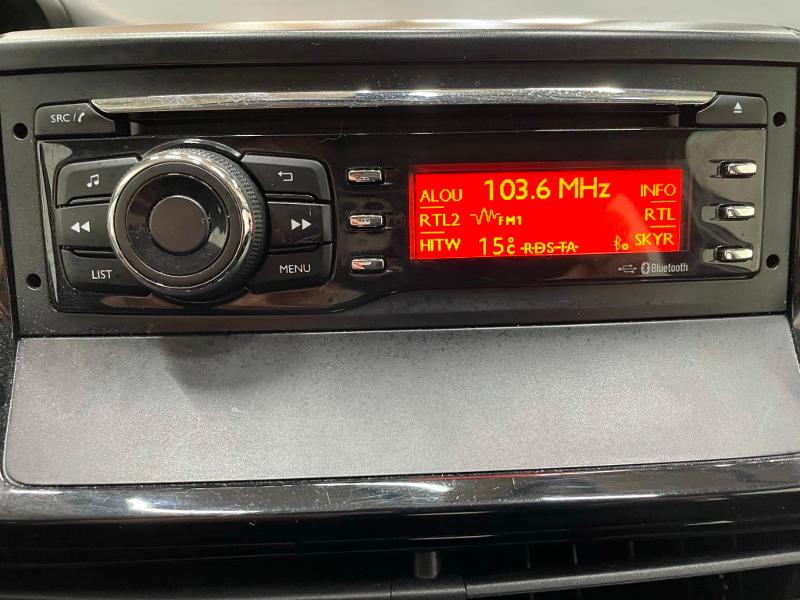 SRC/
ALOU 103.6 MHz INFO
RTL2 FM1 RTL
HITW 15°c RDS-TA SKYR
LIST
MENU
Bluetooth